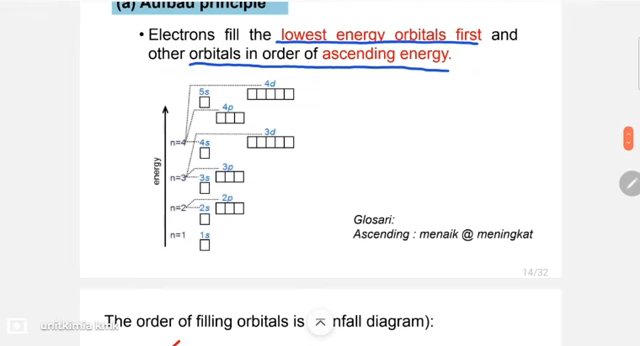 (a) Aufbau principle
• Electrons fill the lowest energy orbitals first and
other orbitals in order of ascending energy.
4d
5s
4p
3d
n=4 4s
3p
n=3 3s
2p
n=2 2s
n=1 1s
energy
Glosari:
Ascending : menaik @ meningkat
14/32
The order of filling orbitals is nfall diagram):
unitkimia kmk